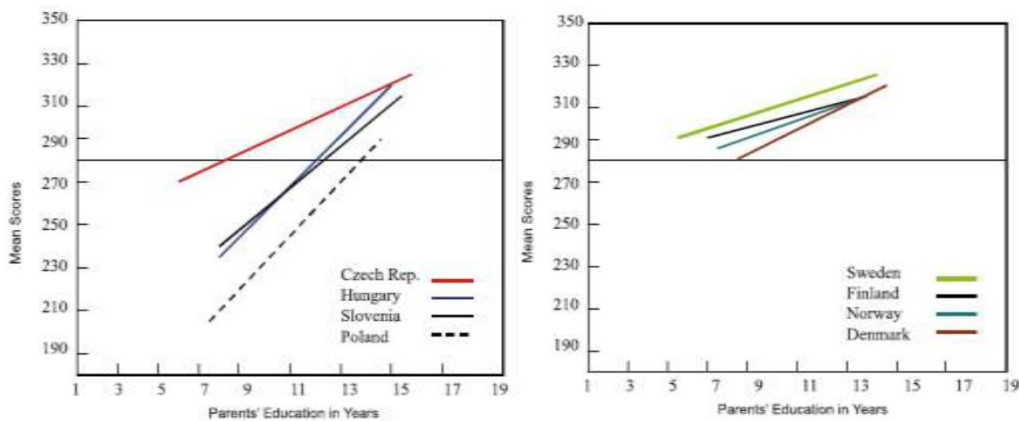 350
330
310
290
270
250
230
210
190
Mean Scores
Czech Rep.
Hungary
Slovenia
Poland
1 3 5 7 9 11 13 15 17 19
Parents' Education in Years
350
330
310
290
270
250
230
210
190
Mean Scores
Sweden
Finland
Norway
Denmark
1 3 5 7 9 11 13 15 17 19
Parents' Education in Years